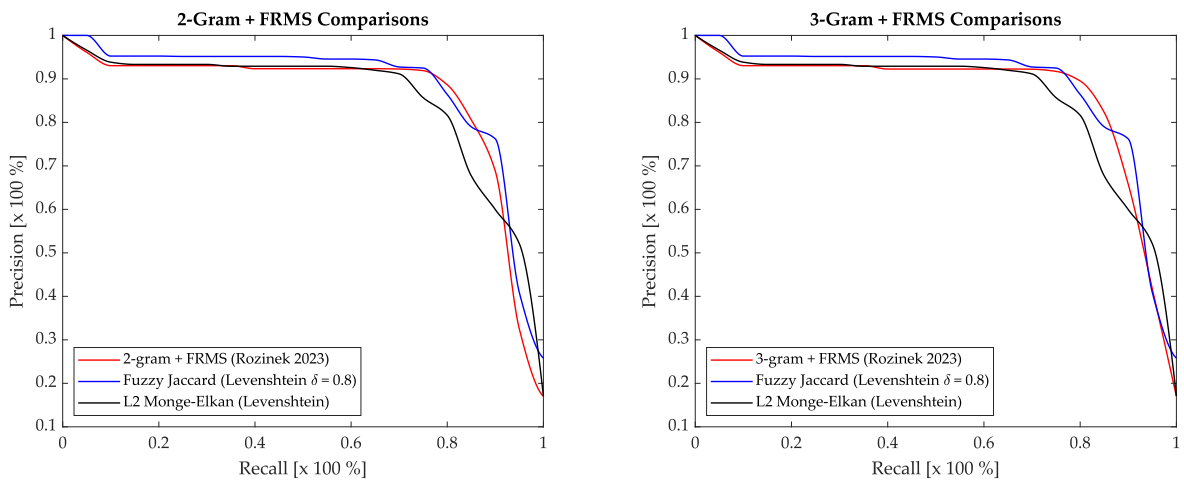 2-Gram + FRMS Comparisons
Precision [x 100 %]
1
0.9
0.8
0.7
0.6
0.5
0.4
0.3
0.2
0.1
2-gram + FRMS (Rozinek 2023)
Fuzzy Jaccard (Levenshtein δ = 0.8)
L2 Monge-Elkan (Levenshtein)
0 0.2 0.4 0.6 0.8 1
Recall [x 100 %]
3-Gram + FRMS Comparisons
Precision [x 100 %]
1
0.9
0.8
0.7
0.6
0.5
0.4
0.3
0.2
0.1
3-gram + FRMS (Rozinek 2023)
Fuzzy Jaccard (Levenshtein δ = 0.8)
L2 Monge-Elkan (Levenshtein)
0 0.2 0.4 0.6 0.8 1
Recall [x 100 %]